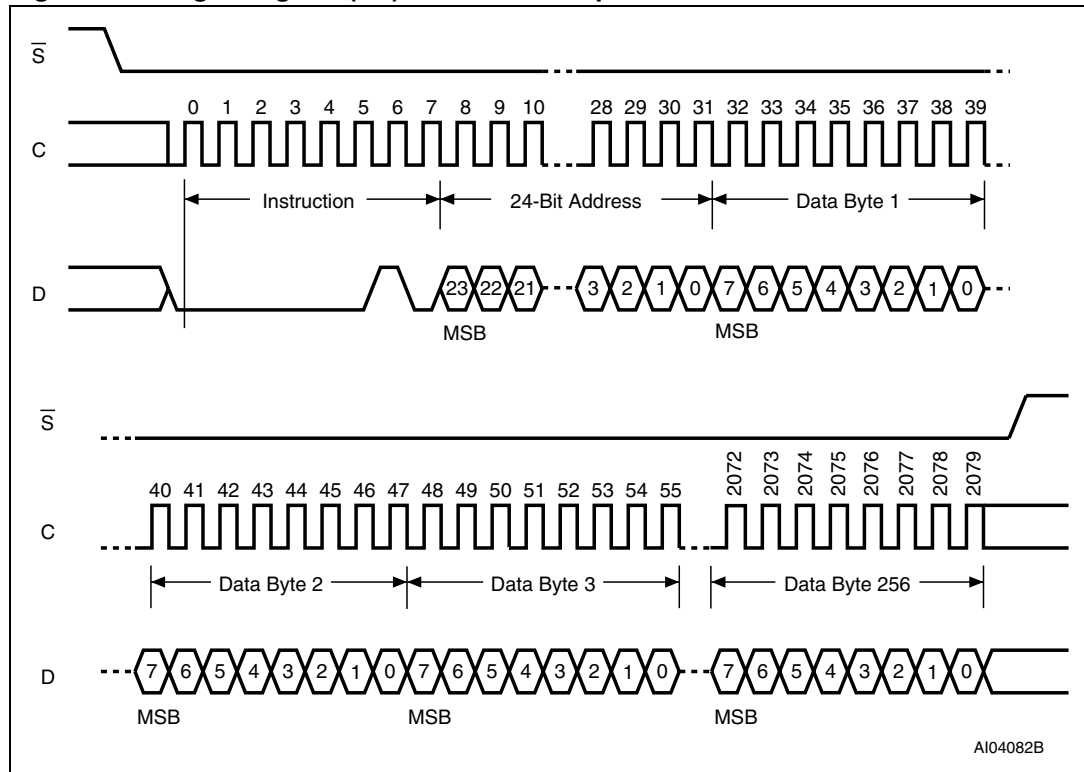 S
0 1 2 3 4 5 6 7 8 9 10 28 29 30 31 32 33 34 35 36 37 38 39
C
Instruction 24-Bit Address Data Byte 1
D 23 22 21 3 2 1 0 7 6 5 4 3 2 1 0
MSB MSB
S
40 41 42 43 44 45 46 47 48 49 50 51 52 53 54 55 2072 2073 2074 2075 2076 2077 2078 2079
C
Data Byte 2 Data Byte 3 Data Byte 256
D 7 6 5 4 3 2 1 0 7 6 5 4 3 2 1 0 7 6 5 4 3 2 1 0
MSB MSB MSB
AI04082B